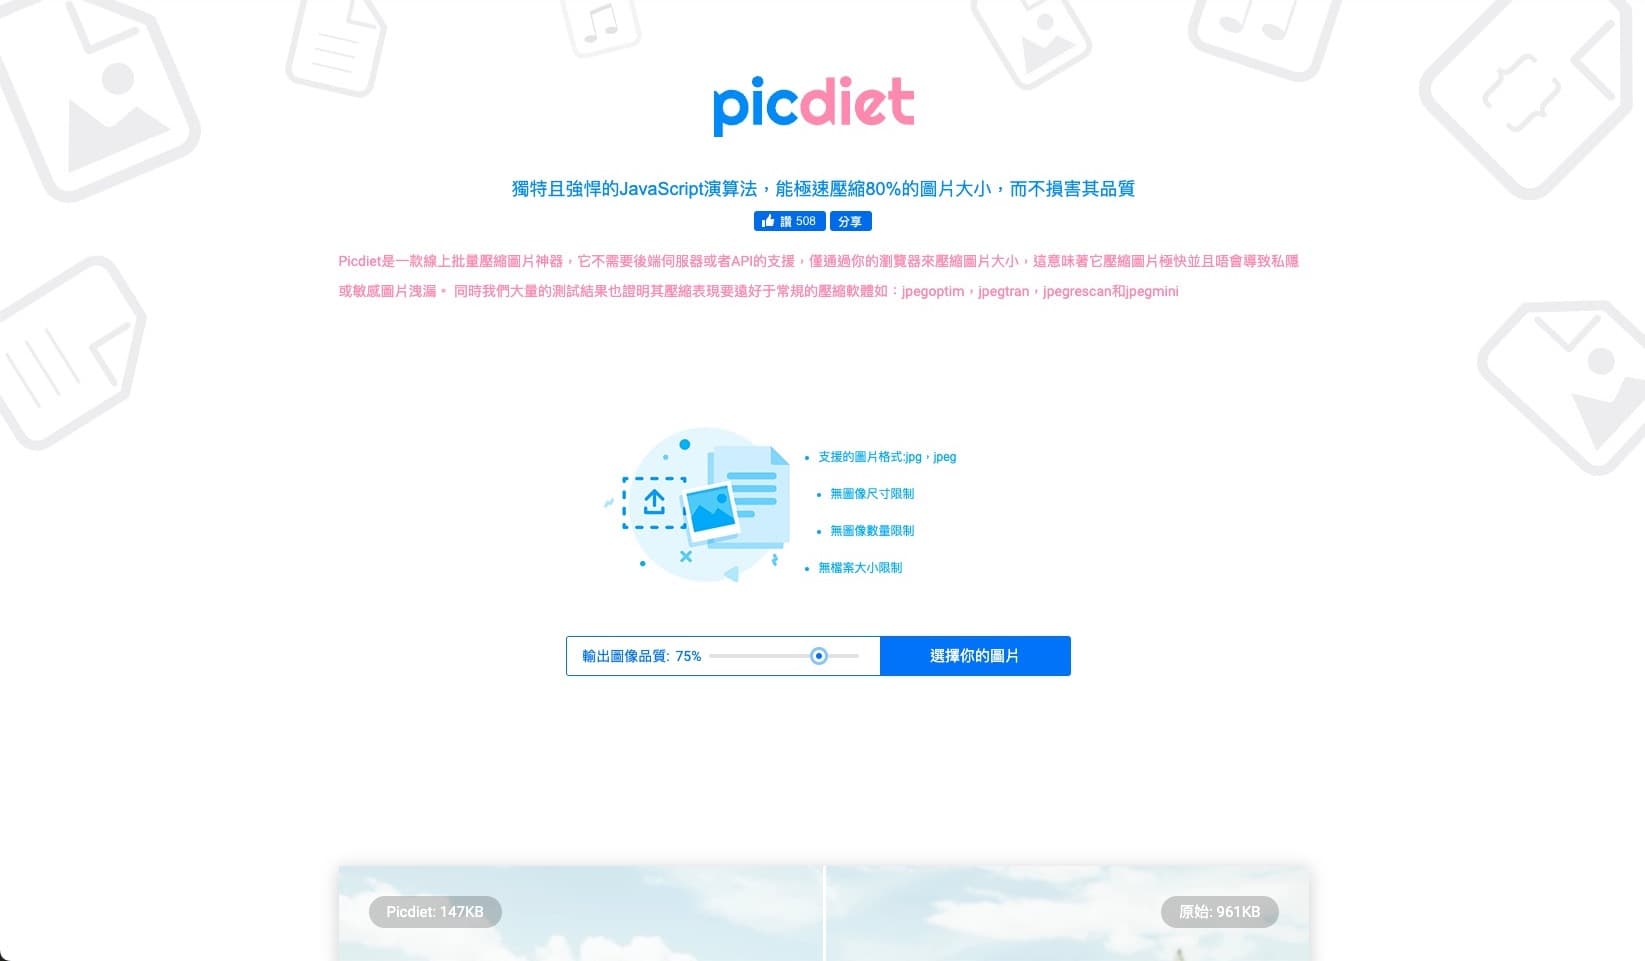 picdiet
獨特且強悍的JavaScript演算法，能極速壓縮80%的圖片大小，而不損害其品質
讚 508 分享
Picdiet是一款線上批量壓縮圖片神器，它不需要後端伺服器或者API的支援，僅通過你的瀏覽器來壓縮圖片大小，這意味著它壓縮圖片極快並且唔會導致私隱
或敏感圖片洩漏。 同時我們大量的測試結果也證明其壓縮表現要遠好于常規的壓縮軟體如：jpegoptim，jpegtran，jpegrescan和jpegmini
支援的圖片格式:jpg，jpeg
無圖像尺寸限制
無圖像數量限制
無檔案大小限制
輸出圖像品質: 75% 選擇你的圖片
Picdiet: 147KB 原始: 961KB